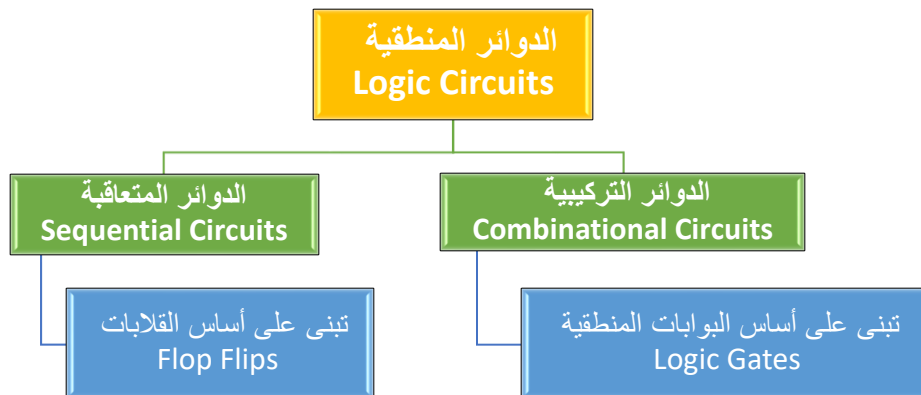 الدوائر المنطقية
Logic Circuits
الدوائر المتعاقبة
Sequential Circuits
الدوائر التركيبية
Combinational Circuits
تبنى على أساس القلابات
Flop Flips
تبنى على أساس البوابات المنطقية
Logic Gates